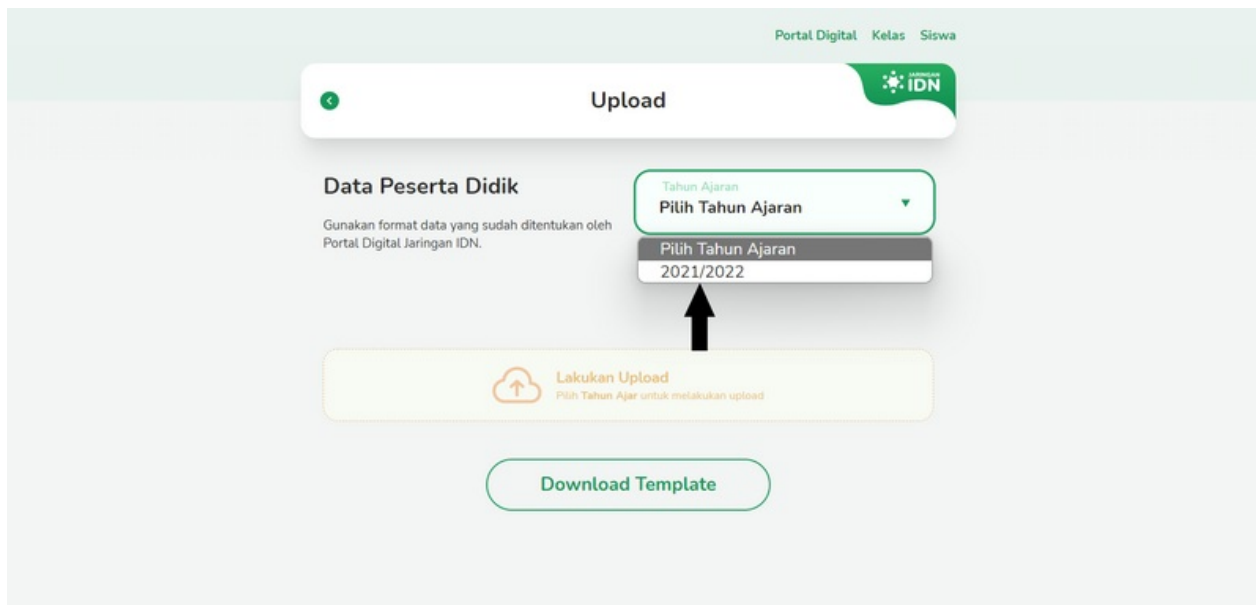 Portal Digital Kelas Siswa
JARINGAN
IDN
Upload
Data Peserta Didik
Gunakan format data yang sudah ditentukan oleh
Portal Digital Jaringan IDN.
Tahun Ajaran
Pilih Tahun Ajaran
Pilih Tahun Ajaran
2021/2022
Lakukan Upload
Pilih Tahun Ajar untuk melakukan upload
Download Template